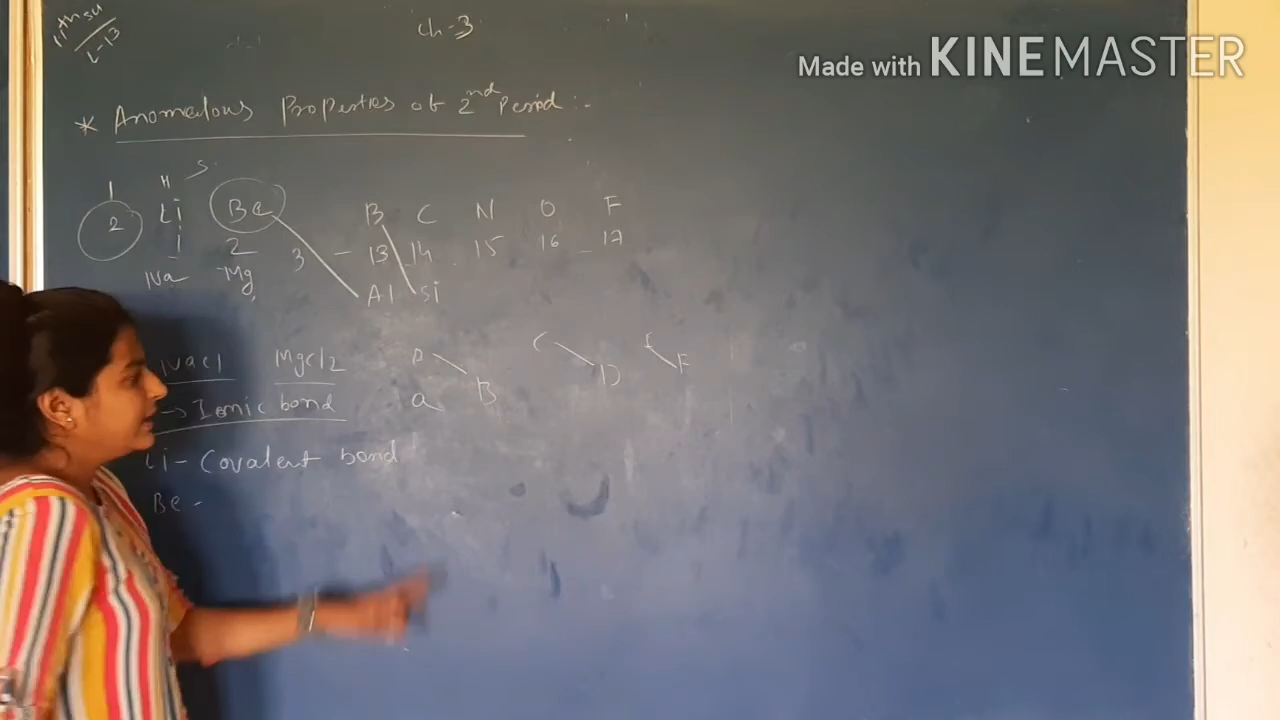 11th su
L-13
Ch-3
Made with KINEMASTER
* Anomalous Properties of 2nd Period :-
1 H S.
2 Li Be B C N O F
1 2 3 - 13 14 15 16 17
Na Mg Al Si
NaCl MgCl2
→ Ionic bond
A B C D E F
a
Li - Covalent bond
Be -